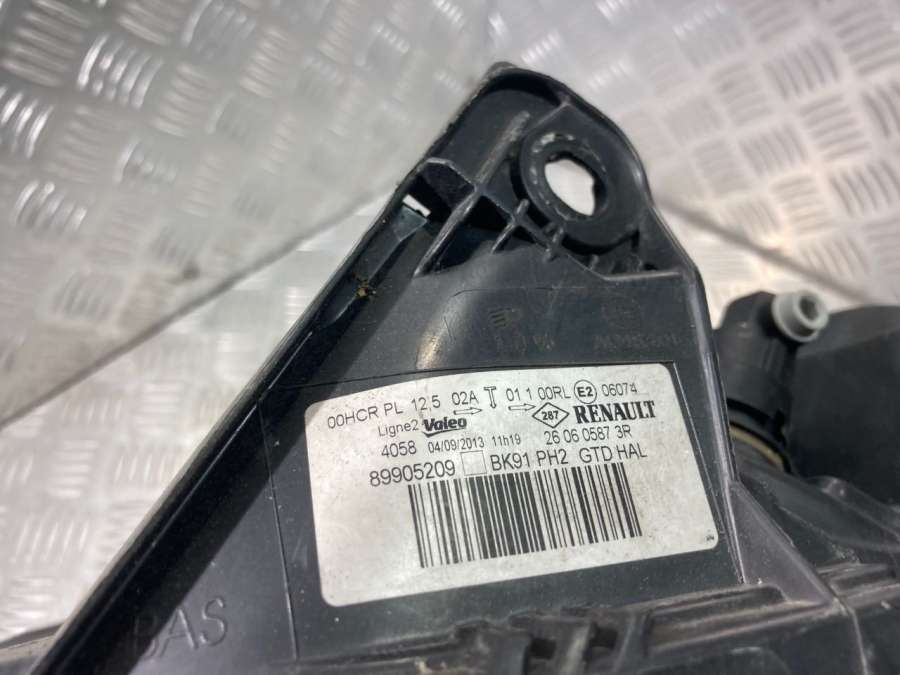 00HCR PL 12,5 02A 01 1 00RL E2 06074
Ligne2 Valeo 287 RENAULT
4058 04/09/2013 11h19 26 06 0587 3R
89905209 BK91 PH2 GTD HAL
BAS